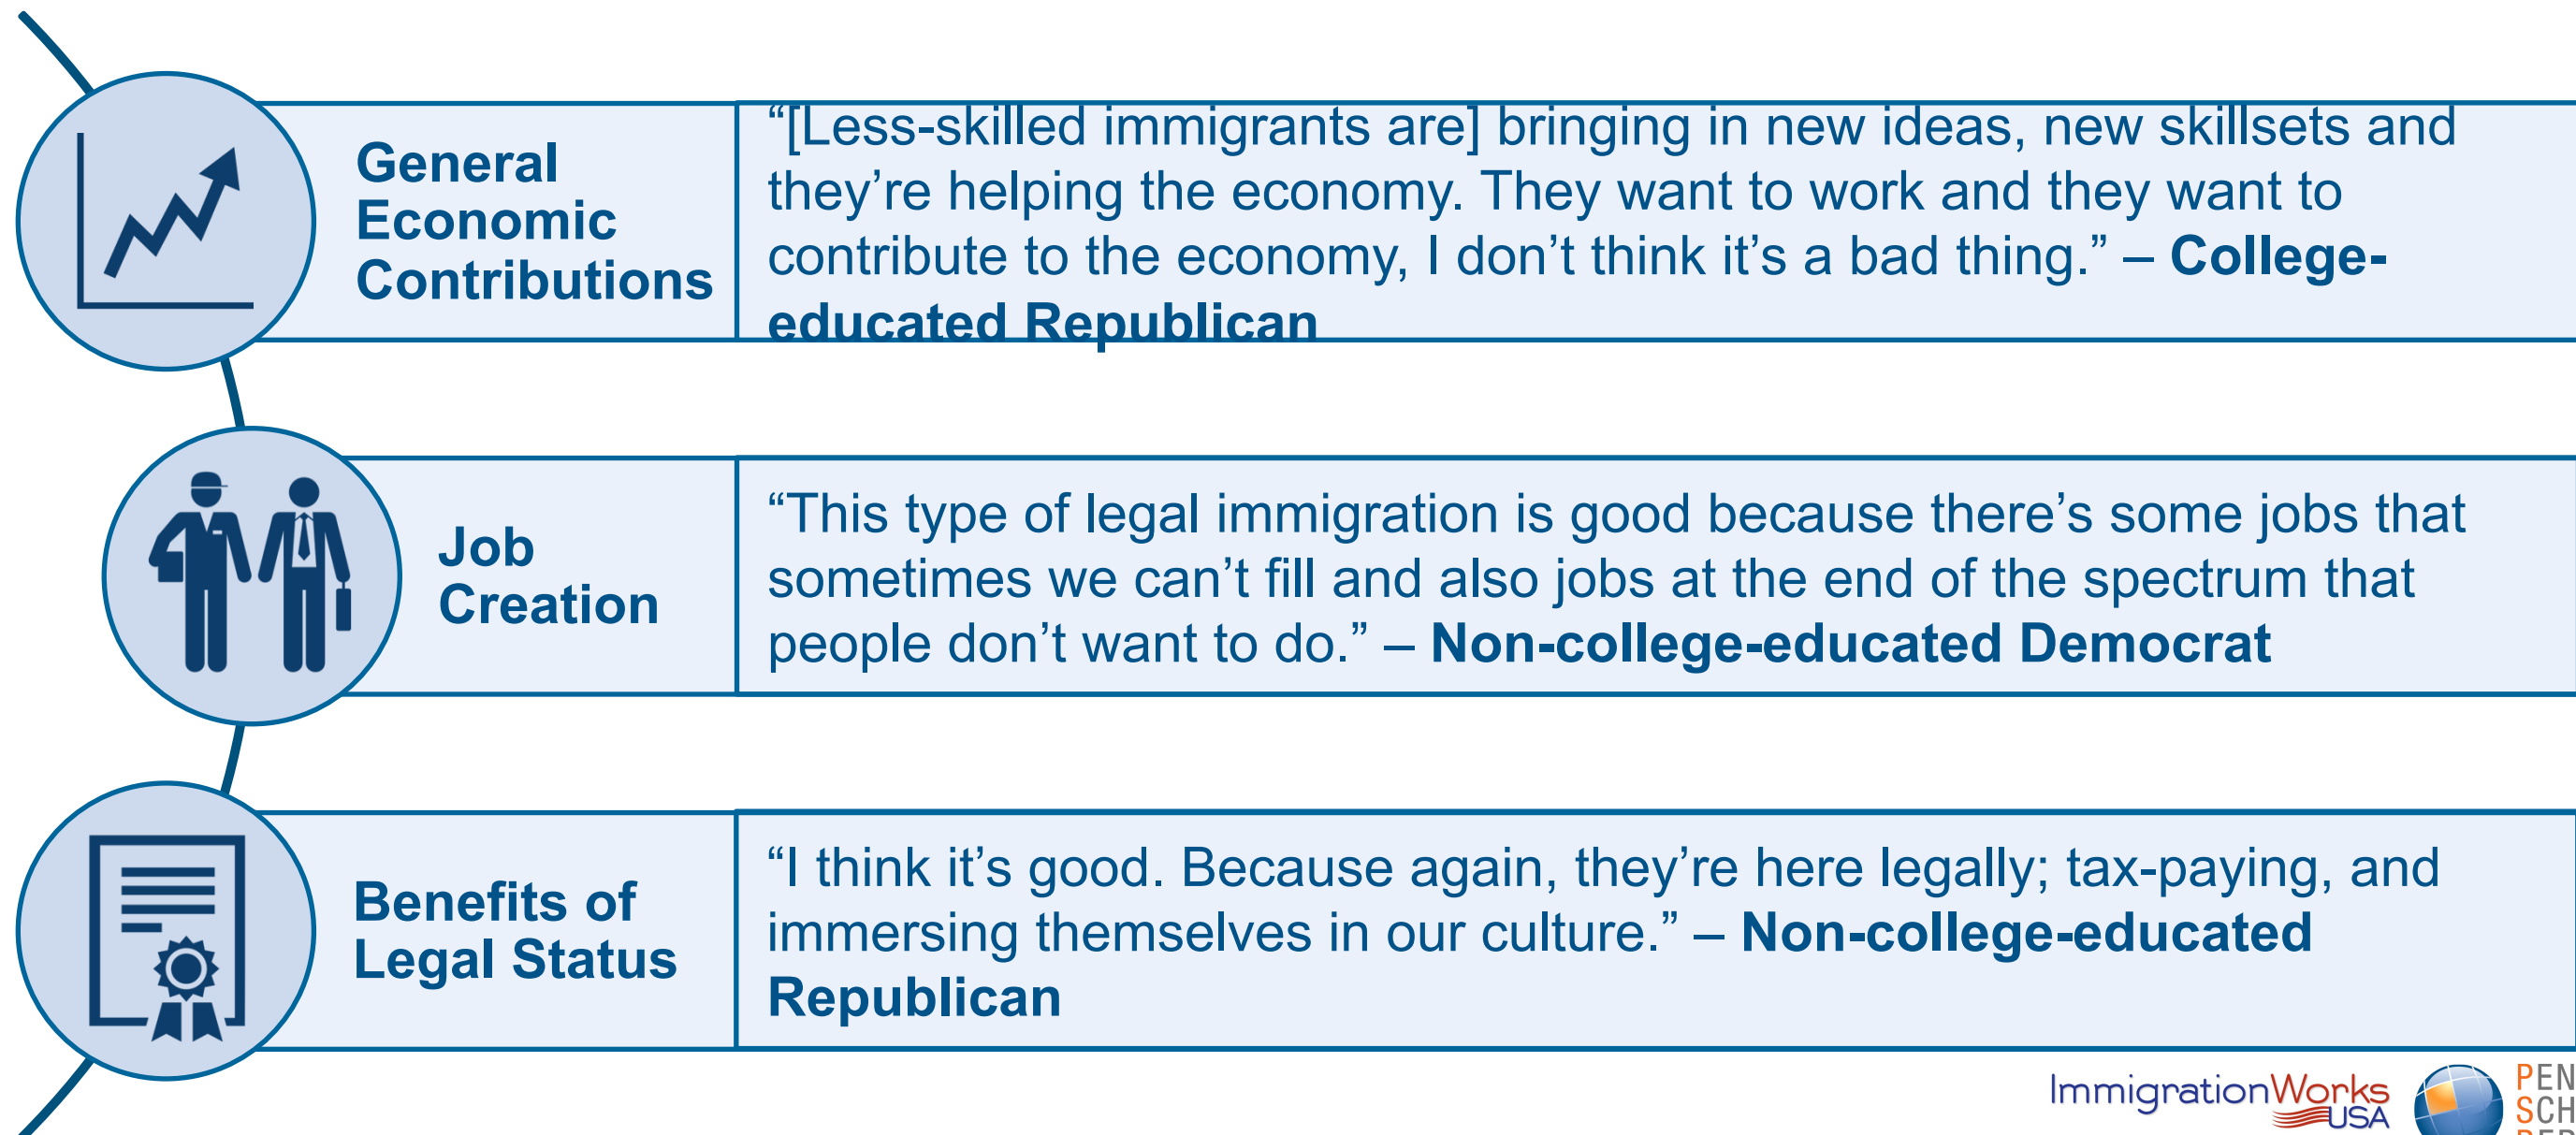 General
Economic
Contributions
“[Less-skilled immigrants are] bringing in new ideas, new skillsets and
they’re helping the economy. They want to work and they want to
contribute to the economy, I don’t think it’s a bad thing.” – College-
educated Republican
Job
Creation
“This type of legal immigration is good because there’s some jobs that
sometimes we can’t fill and also jobs at the end of the spectrum that
people don’t want to do.” – Non-college-educated Democrat
Benefits of
Legal Status
“I think it’s good. Because again, they’re here legally; tax-paying, and
immersing themselves in our culture.” – Non-college-educated
Republican
ImmigrationWorks
USA
PEN
SCH